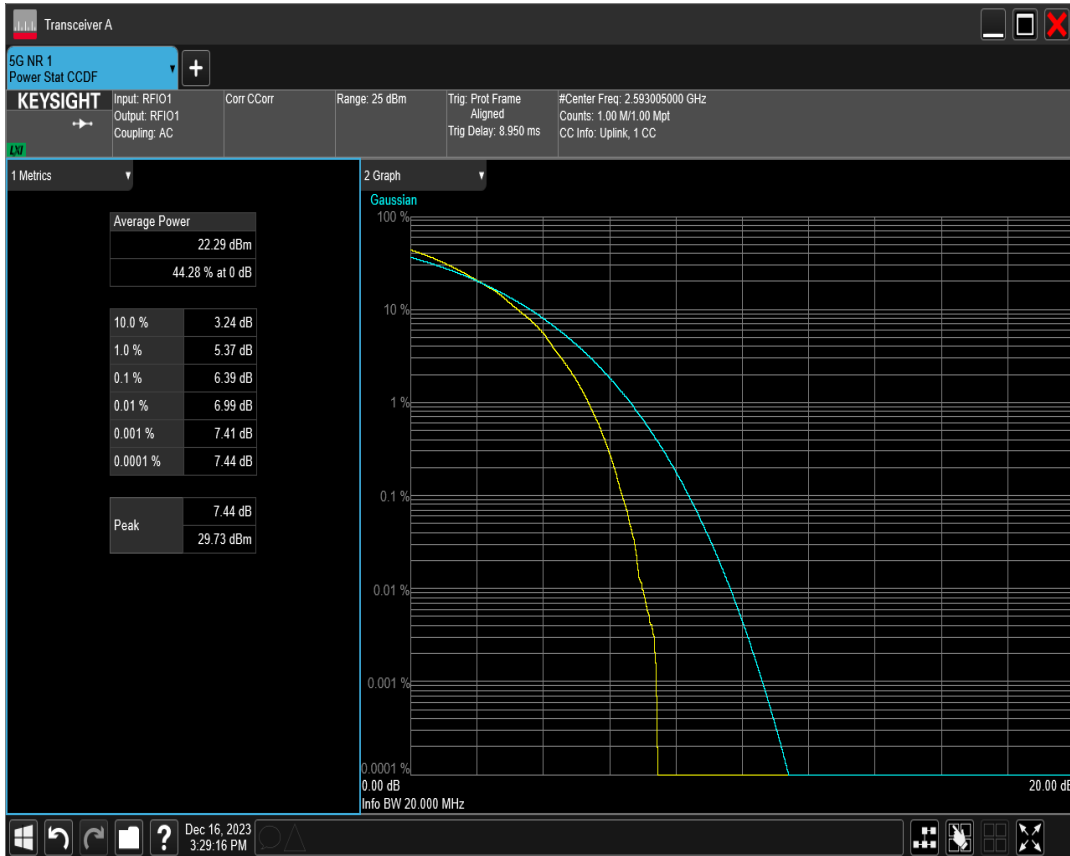 Transceiver A
5G NR 1
Power Stat CCDF
+
KEYSIGHT
LXI
Input: RFIO1
Output: RFIO1
Coupling: AC
Corr CCorr
Range: 25 dBm
Trig: Prot Frame
Aligned
Trig Delay: 8.950 ms
#Center Freq: 2.593005000 GHz
Counts: 1.00 M/1.00 Mpt
CC Info: Uplink, 1 CC
1 Metrics
Average Power
22.29 dBm
44.28 % at 0 dB
10.0 % 3.24 dB
1.0 % 5.37 dB
0.1 % 6.39 dB
0.01 % 6.99 dB
0.001 % 7.41 dB
0.0001 % 7.44 dB
Peak
7.44 dB
29.73 dBm
2 Graph
Gaussian
100 %
10 %
1 %
0.1 %
0.01 %
0.001 %
0.0001 %
0.00 dB 20.00 dB
Info BW 20.000 MHz
?
Dec 16, 2023
3:29:16 PM